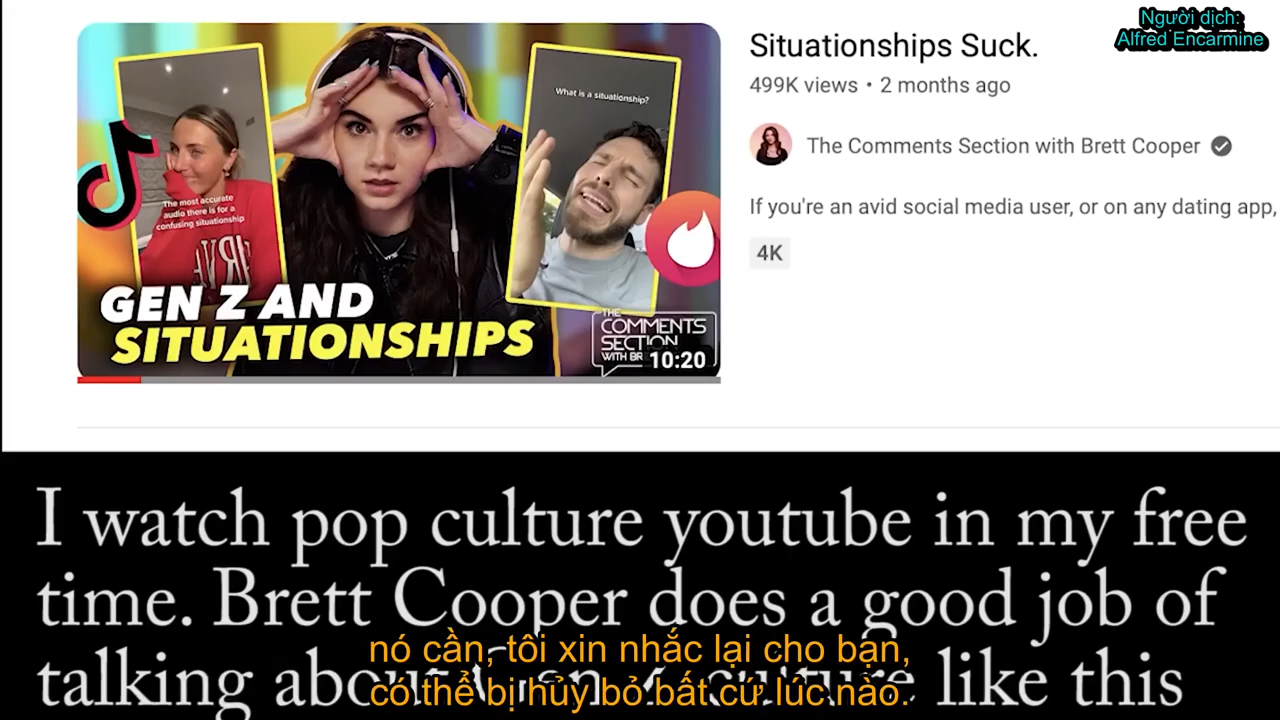 Người dịch:
Alfred Encarmine
Situationships Suck.
499K views • 2 months ago
The Comments Section with Brett Cooper
If you're an avid social media user, or on any dating app,
4K
What is a situationship?
The most accurate
audio there is for a
confusing situationship
GEN Z AND
SITUATIONSHIPS
THE
COMMENTS
SECTION
WITH BR
10:20
I watch pop culture youtube in my free
time. Brett Cooper does a good job of
talking about Gen z culture like this
nó cần, tôi xin nhắc lại cho bạn,
có thể bị hủy bỏ bất cứ lúc nào.